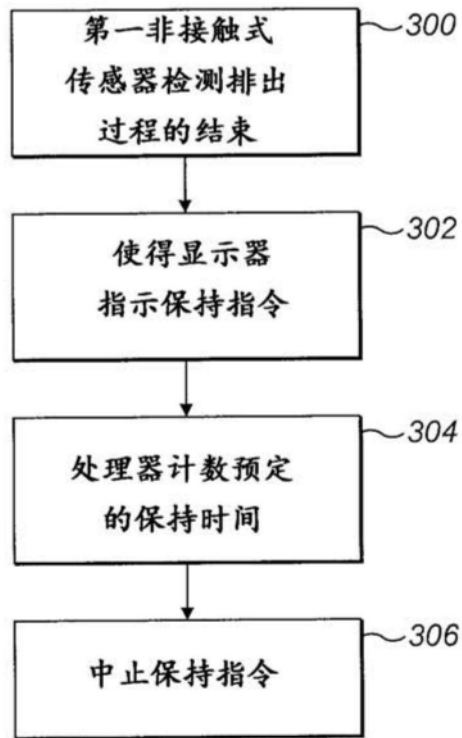 第一非接触式
300
传感器检测排出
过程的结束
302
使得显示器
指示保持指令
304
处理器计数预定
的保持时间
306
中止保持指令